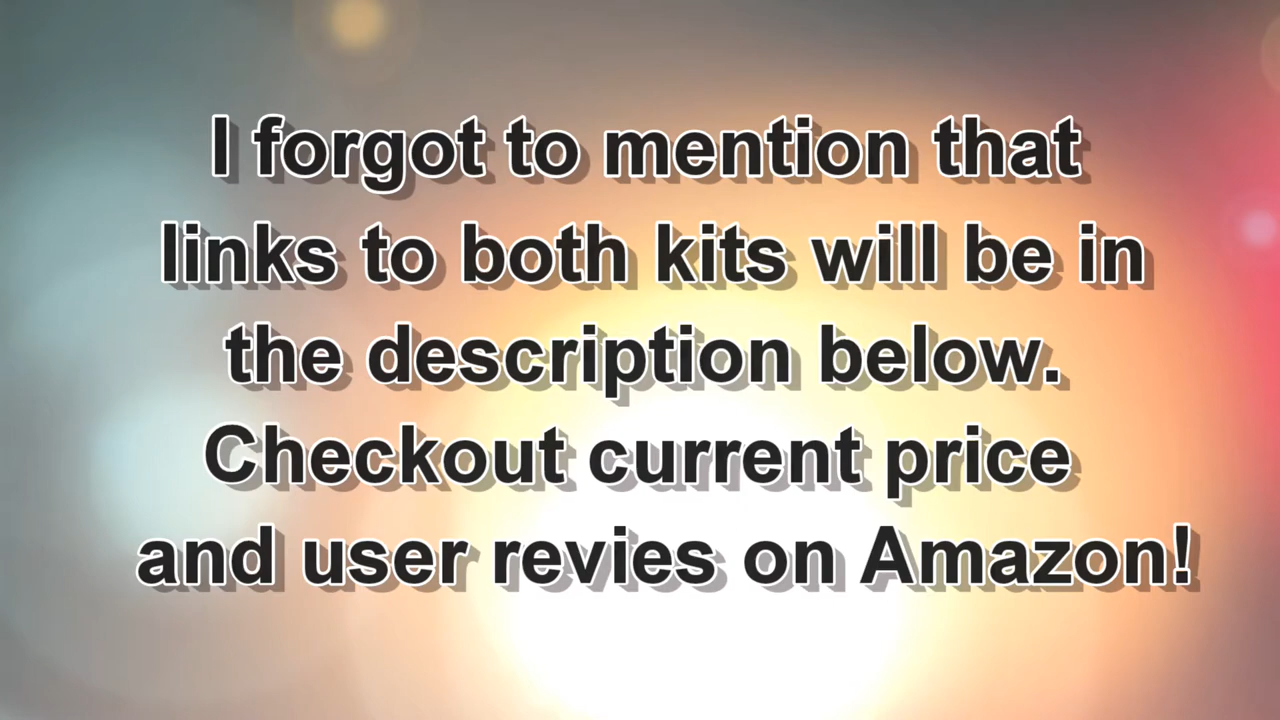 I forgot to mention that
links to both kits will be in
the description below.
Checkout current price
and user revies on Amazon!